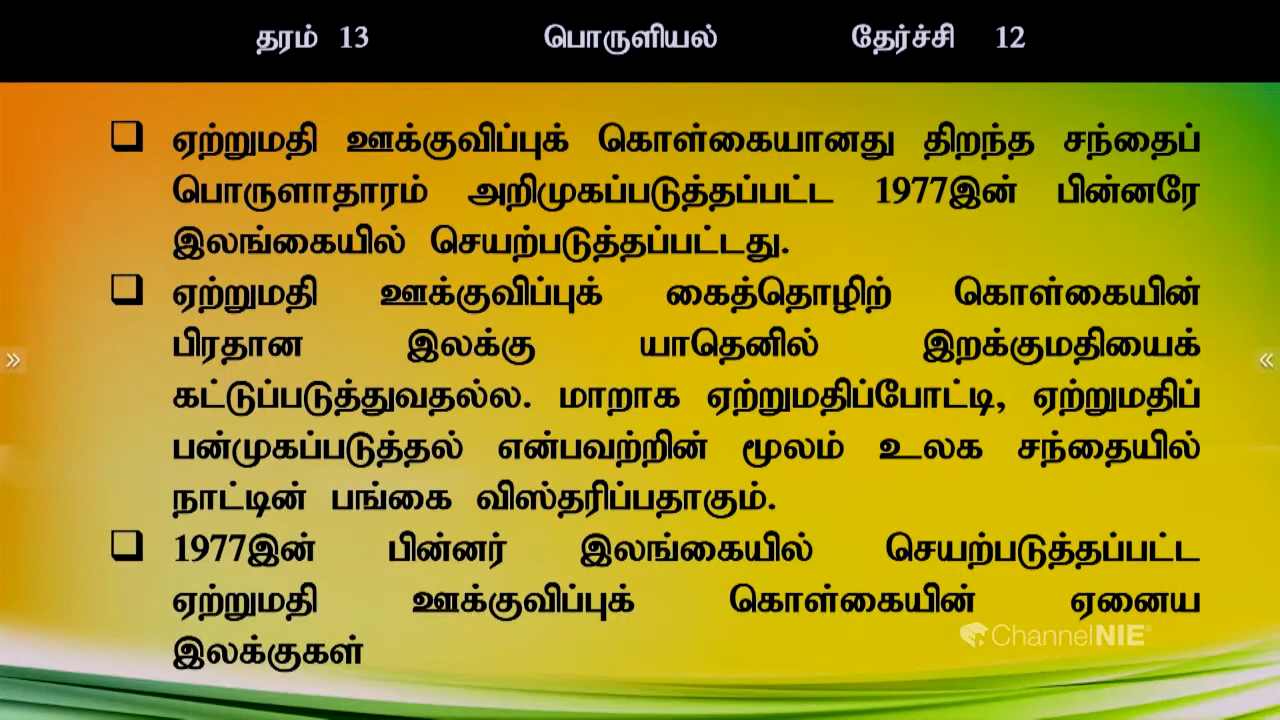 தரம் 13 பொருளியல் தேர்ச்சி 12
❑ ஏற்றுமதி ஊக்குவிப்புக் கொள்கையானது திறந்த சந்தைப்
பொருளாதாரம் அறிமுகப்படுத்தப்பட்ட 1977இன் பின்னரே
இலங்கையில் செயற்படுத்தப்பட்டது.
❑ ஏற்றுமதி ஊக்குவிப்புக் கைத்தொழிற் கொள்கையின்
பிரதான இலக்கு யாதெனில் இறக்குமதியைக்
கட்டுப்படுத்துவதல்ல. மாறாக ஏற்றுமதிப்போட்டி, ஏற்றுமதிப்
பன்முகப்படுத்தல் என்பவற்றின் மூலம் உலக சந்தையில்
நாட்டின் பங்கை விஸ்தரிப்பதாகும்.
❑ 1977இன் பின்னர் இலங்கையில் செயற்படுத்தப்பட்ட
ஏற்றுமதி ஊக்குவிப்புக் கொள்கையின் ஏனைய
இலக்குகள்
ChannelNIE